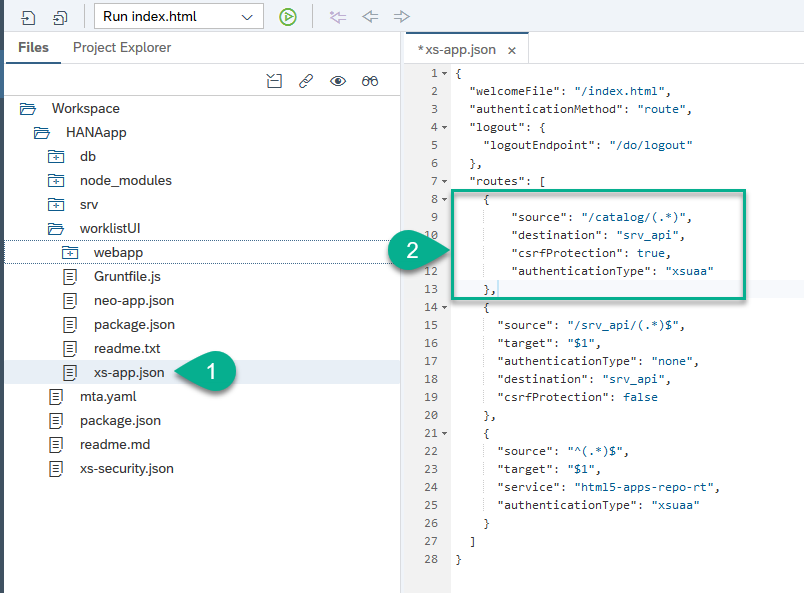 Run index.html
Files Project Explorer
Workspace
HANAapp
db
node_modules
srv
worklistUI
webapp
Gruntfile.js
neo-app.json
package.json
readme.txt
xs-app.json
1
mta.yaml
package.json
readme.md
xs-security.json
*xs-app.json ×
1 {
2 "welcomeFile": "/index.html",
3 "authenticationMethod": "route",
4 "logout": {
5 "logoutEndpoint": "/do/logout"
6 },
7 "routes": [
8 {
9 "source": "/catalog/(.*)",
10 "destination": "srv_api",
2 "csrfProtection": true,
12 "authenticationType": "xsuaa"
13 },
14 {
15 "source": "/srv_api/(.*)$",
16 "target": "$1",
17 "authenticationType": "none",
18 "destination": "srv_api",
19 "csrfProtection": false
20 },
21 {
22 "source": "^(.*)$",
23 "target": "$1",
24 "service": "html5-apps-repo-rt",
25 "authenticationType": "xsuaa"
26 }
27 ]
28 }